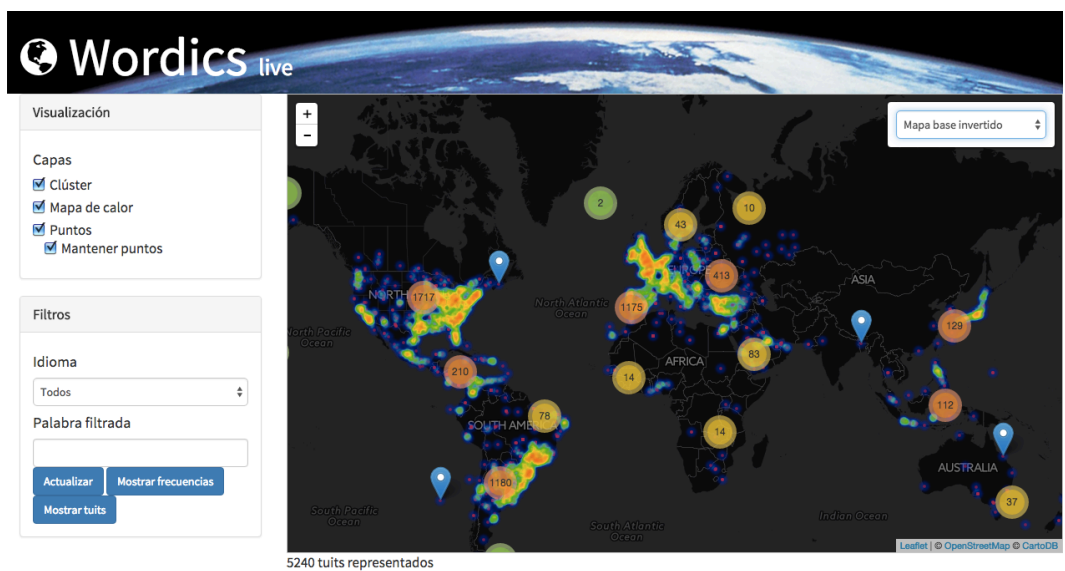 Wordics live
Visualización
Capas
Clúster
Mapa de calor
Puntos
Mantener puntos
Filtros
Idioma
Todos
Palabra filtrada
Actualizar
Mostrar frecuencias
Mostrar tuits
+
-
Mapa base invertido
2
10
43
EUROPE
413
ASIA
NORTH
1717
North Atlantic
Ocean
1175
North Pacific
Ocean
129
83
AFRICA
210
14
112
78
SOUTH AME
14
AUSTRALIA
1180
37
South Pacific
Ocean
Indian Ocean
South Atlantic
Ocean
Leaflet | © OpenStreetMap © CartoDB
5240 tuits representados